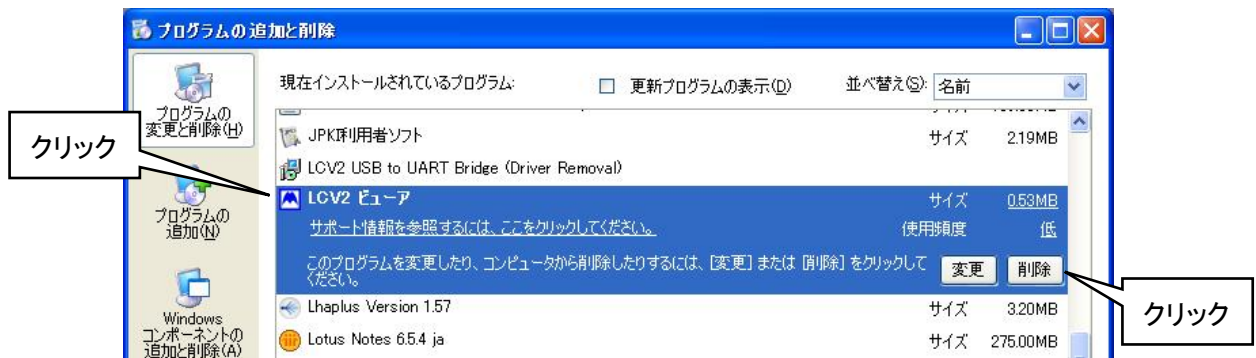 プログラムの追加と削除
プログラムの
変更と削除(H)
現在インストールされているプログラム:
更新プログラムの表示(D)
並べ替え(S):
名前
クリック
JPKI利用者ソフト
サイズ
2.19MB
LCV2 USB to UART Bridge (Driver Removal)
プログラムの
追加(N)
LCV2 ビューア
サイズ
0.53MB
サポート情報を参照するには、ここをクリックしてください。
使用頻度
低
このプログラムを変更したり、コンピュータから削除したりするには、[変更] または [削除] をクリックして
ください。
変更
削除
クリック
Windows
コンポーネントの
追加と削除(A)
Lhaplus Version 1.57
サイズ
3.20MB
Lotus Notes 6.5.4 ja
サイズ
275.00MB